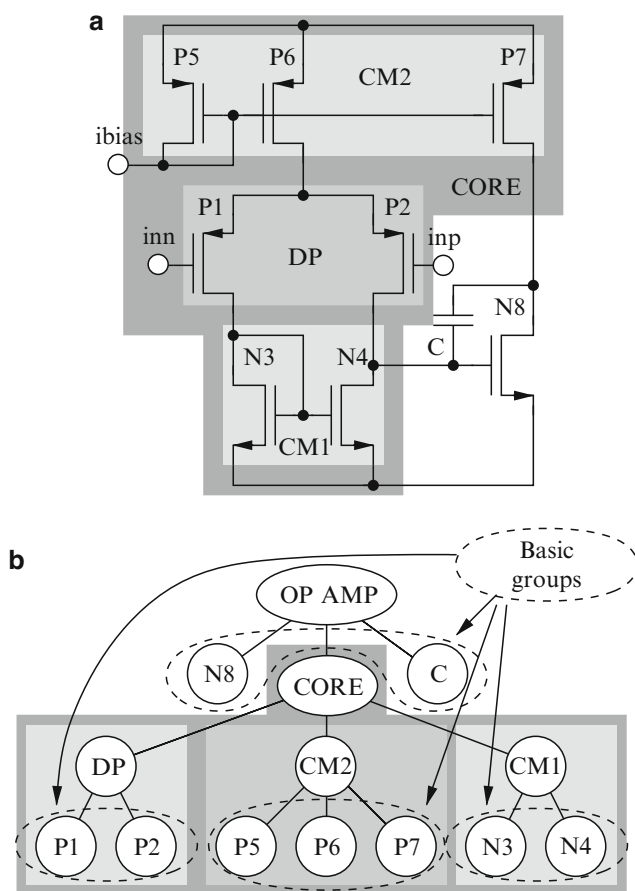 a
P5 P6 P7
CM2
ibias
CORE
P1 P2
inn inp
DP
N8
C
N3 N4
CM1
b
Basic
groups
OP AMP
N8 C
CORE
DP CM2 CM1
P1 P2 P5 P6 P7 N3 N4